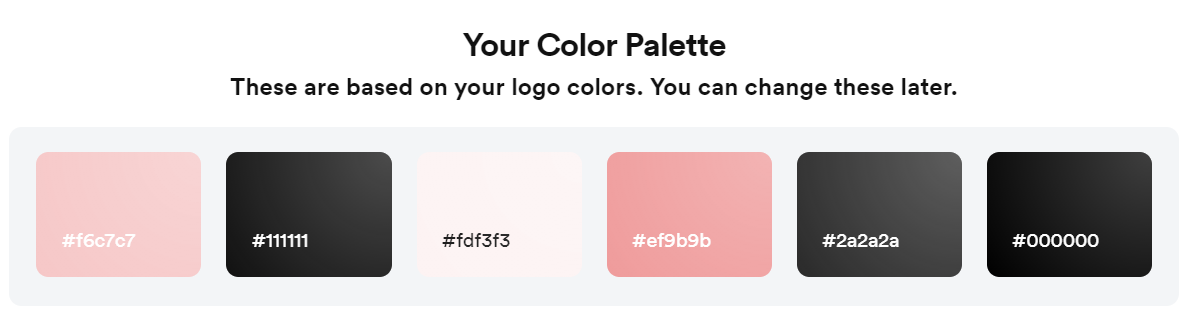 Your Color Palette
These are based on your logo colors. You can change these later.
#f6c7c7 #111111 #fdf3f3 #ef9b9b #2a2a2a #000000